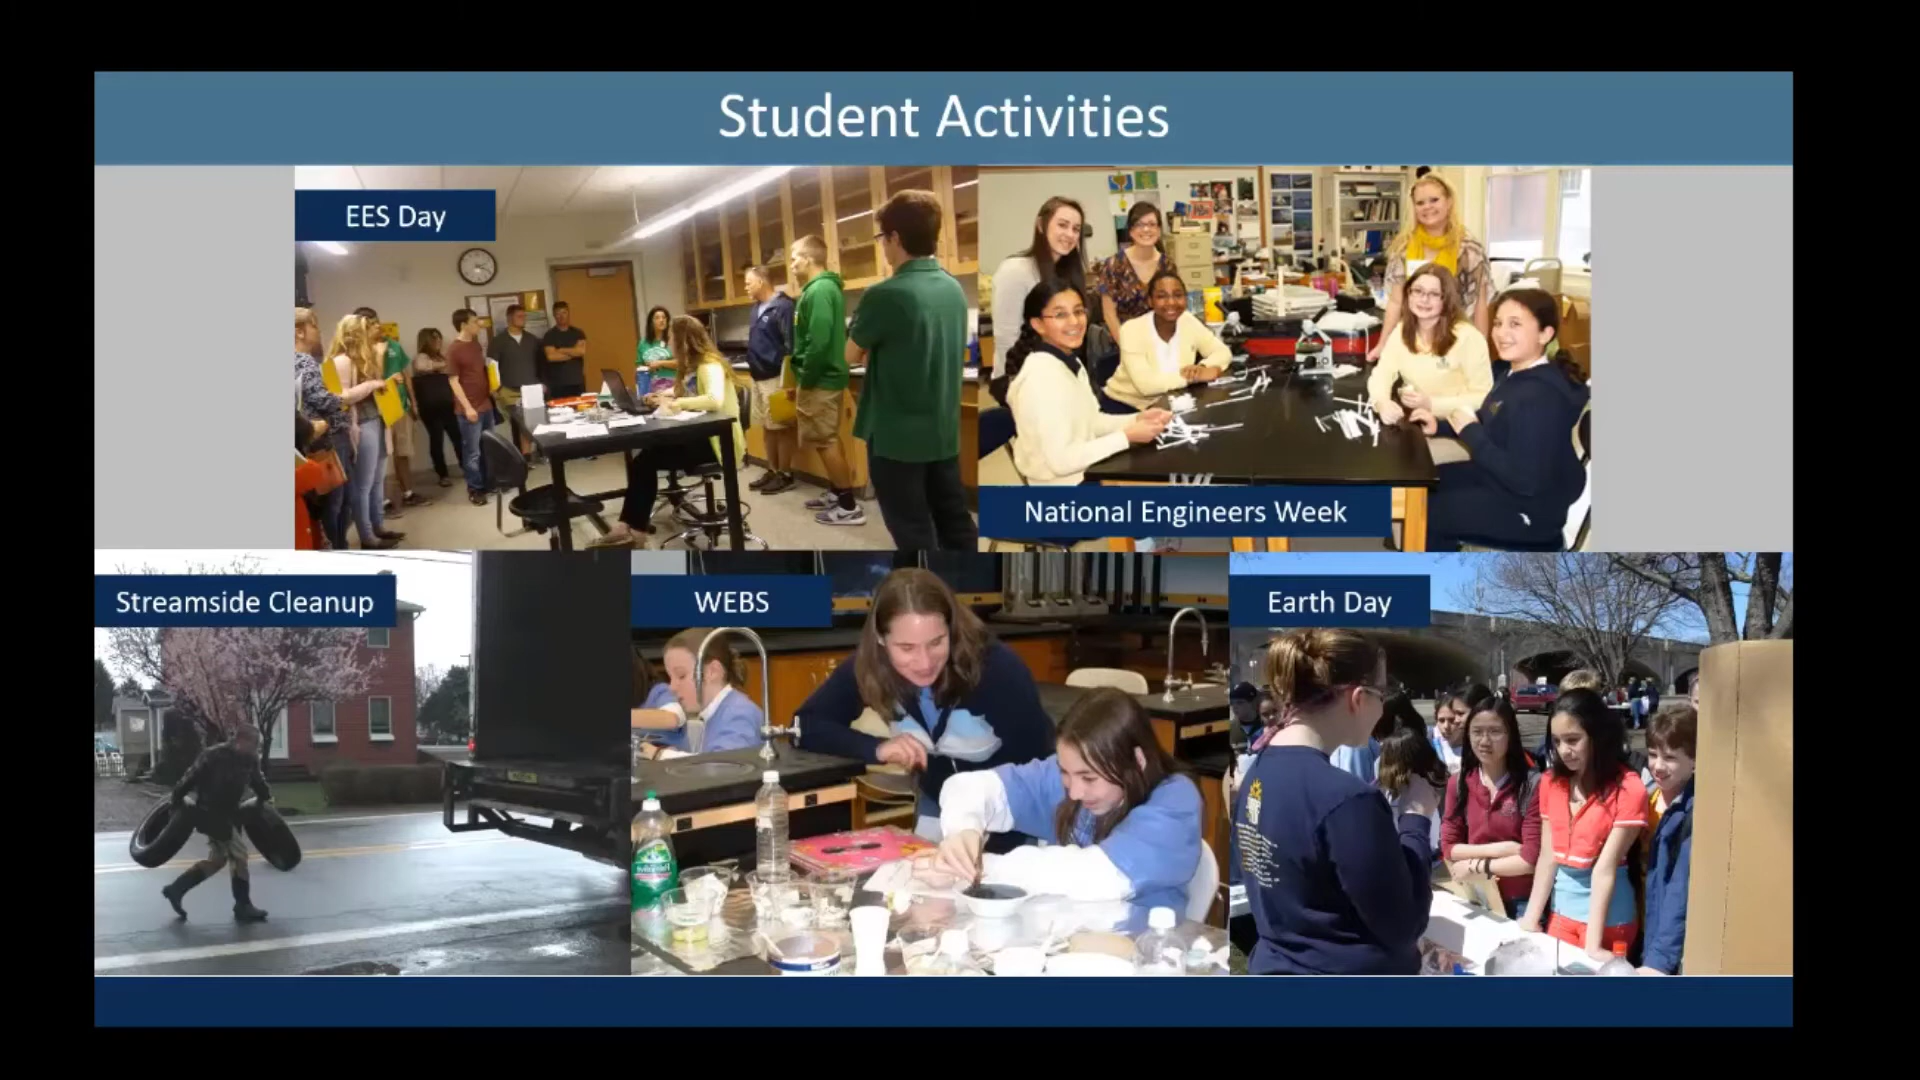 Student Activities
EES Day
National Engineers Week
Streamside Cleanup
WEBS
Earth Day